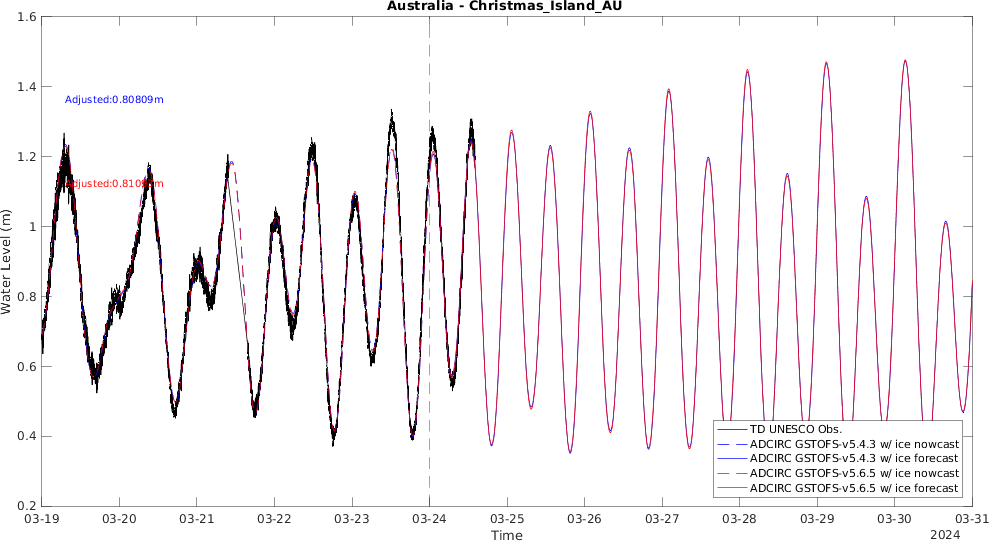 Australia - Christmas_Island_AU
1.6
1.4
1.2
1
0.8
0.6
0.4
0.2
Water Level (m)
Adjusted:0.80809m
TD UNESCO Obs.
ADCIRC GSTOFS-v5.4.3 w/ ice nowcast
ADCIRC GSTOFS-v5.4.3 w/ ice forecast
ADCIRC GSTOFS-v5.6.5 w/ ice nowcast
ADCIRC GSTOFS-v5.6.5 w/ ice forecast
03-19 03-20 03-21 03-22 03-23 03-24 03-25 03-26 03-27 03-28 03-29 03-30 03-31
Time
2024